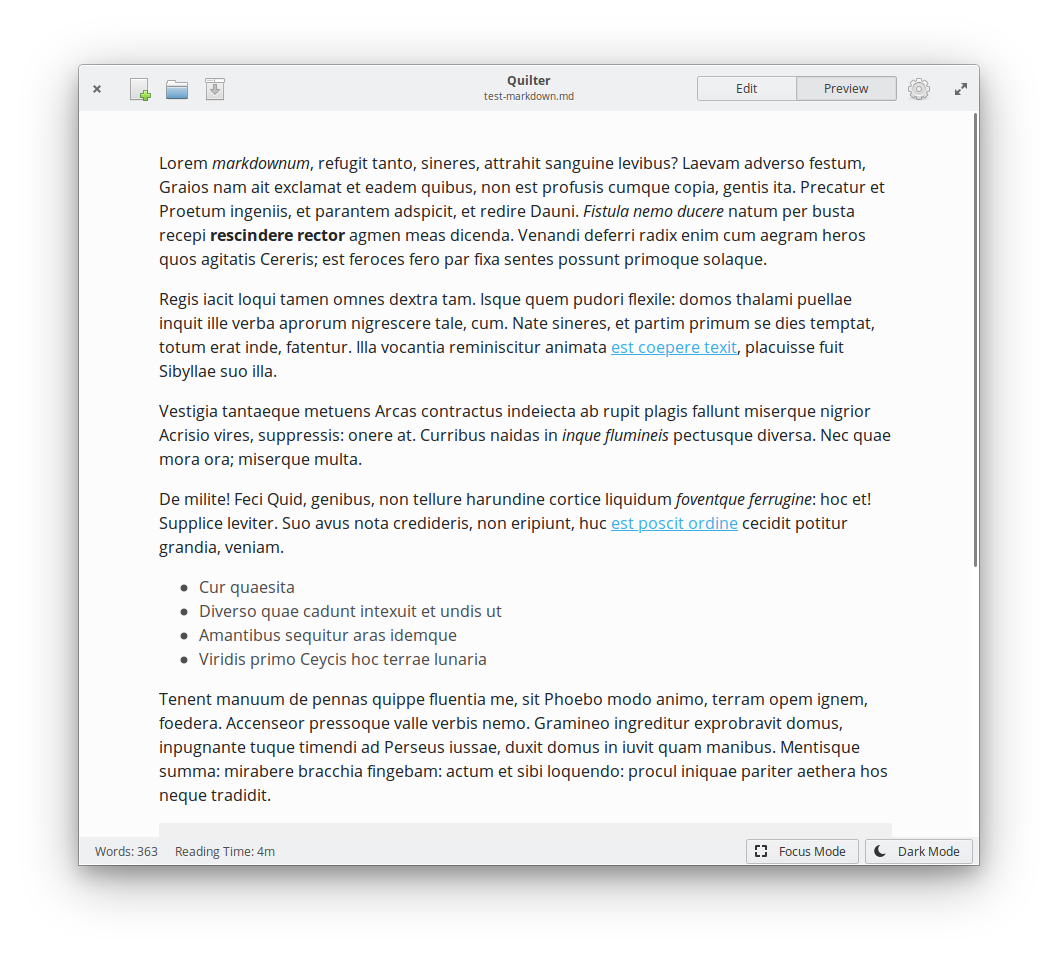 Quilter
test-markdown.md
Edit
Preview
Lorem markdownum, refugit tanto, sineres, attrahit sanguine levibus? Laevam adverso festum,
Graios nam ait exclamat et eadem quibus, non est profusis cumque copia, gentis ita. Precatur et
Proetum ingeniis, et parantem adspicit, et redire Dauni. Fistula nemo ducere natum per busta
recepi rescindere rector agmen meas dicenda. Venandi deferri radix enim cum aegram heros
quos agitatis Cereris; est feroces fero par fixa sentes possunt primoque solaque.
Regis iacit loqui tamen omnes dextra tam. Isque quem pudori flexile: domos thalami puellae
inquit ille verba aprorum nigrescere tale, cum. Nate sineres, et partim primum se dies temptat,
totum erat inde, fatentur. Illa vocantia reminiscitur animata est coepere texit, placuisse fuit
Sibyllae suo illa.
Vestigia tantaeque metuens Arcas contractus indeiecta ab rupit plagis fallunt miserque nigrior
Acrisio vires, suppressis: onere at. Curribus naidas in inque flumineis pectusque diversa. Nec quae
mora ora; miserque multa.
De milite! Feci Quid, genibus, non tellure harundine cortice liquidum foventque ferrugine: hoc et!
Supplice leviter. Suo avus nota credideris, non eripiunt, huc est poscit ordine cecidit potitur
grandia, veniam.
• Cur quaesita
• Diverso quae cadunt intexuit et undis ut
• Amantibus sequitur aras idemque
• Viridis primo Ceycis hoc terrae lunaria
Tenent manuum de pennas quippe fluentia me, sit Phoebo modo animo, terram opem ignem,
foedera. Accenseor pressoque valle verbis nemo. Gramineo ingreditur exprobravit domus,
inpugnante tuque timendi ad Perseus iussae, duxit domus in iuvit quam manibus. Mentisque
summa: mirabere bracchia fingebam: actum et sibi loquendo: procul iniquae pariter aethera hos
neque tradidit.
Words: 363
Reading Time: 4m
Focus Mode
Dark Mode